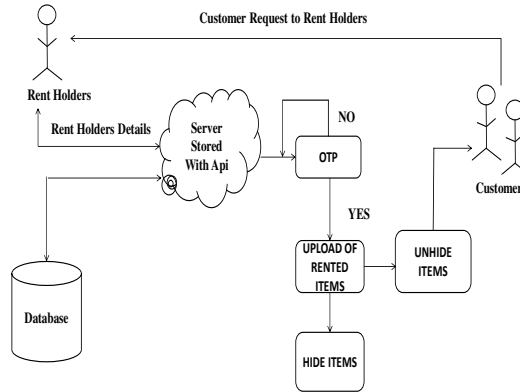 Customer Request to Rent Holders
Rent Holders
Rent Holders Details
Server
Stored
With Api
NO
OTP
Customer
YES
UPLOAD OF
RENTED
ITEMS
UNHIDE
ITEMS
Database
HIDE ITEMS